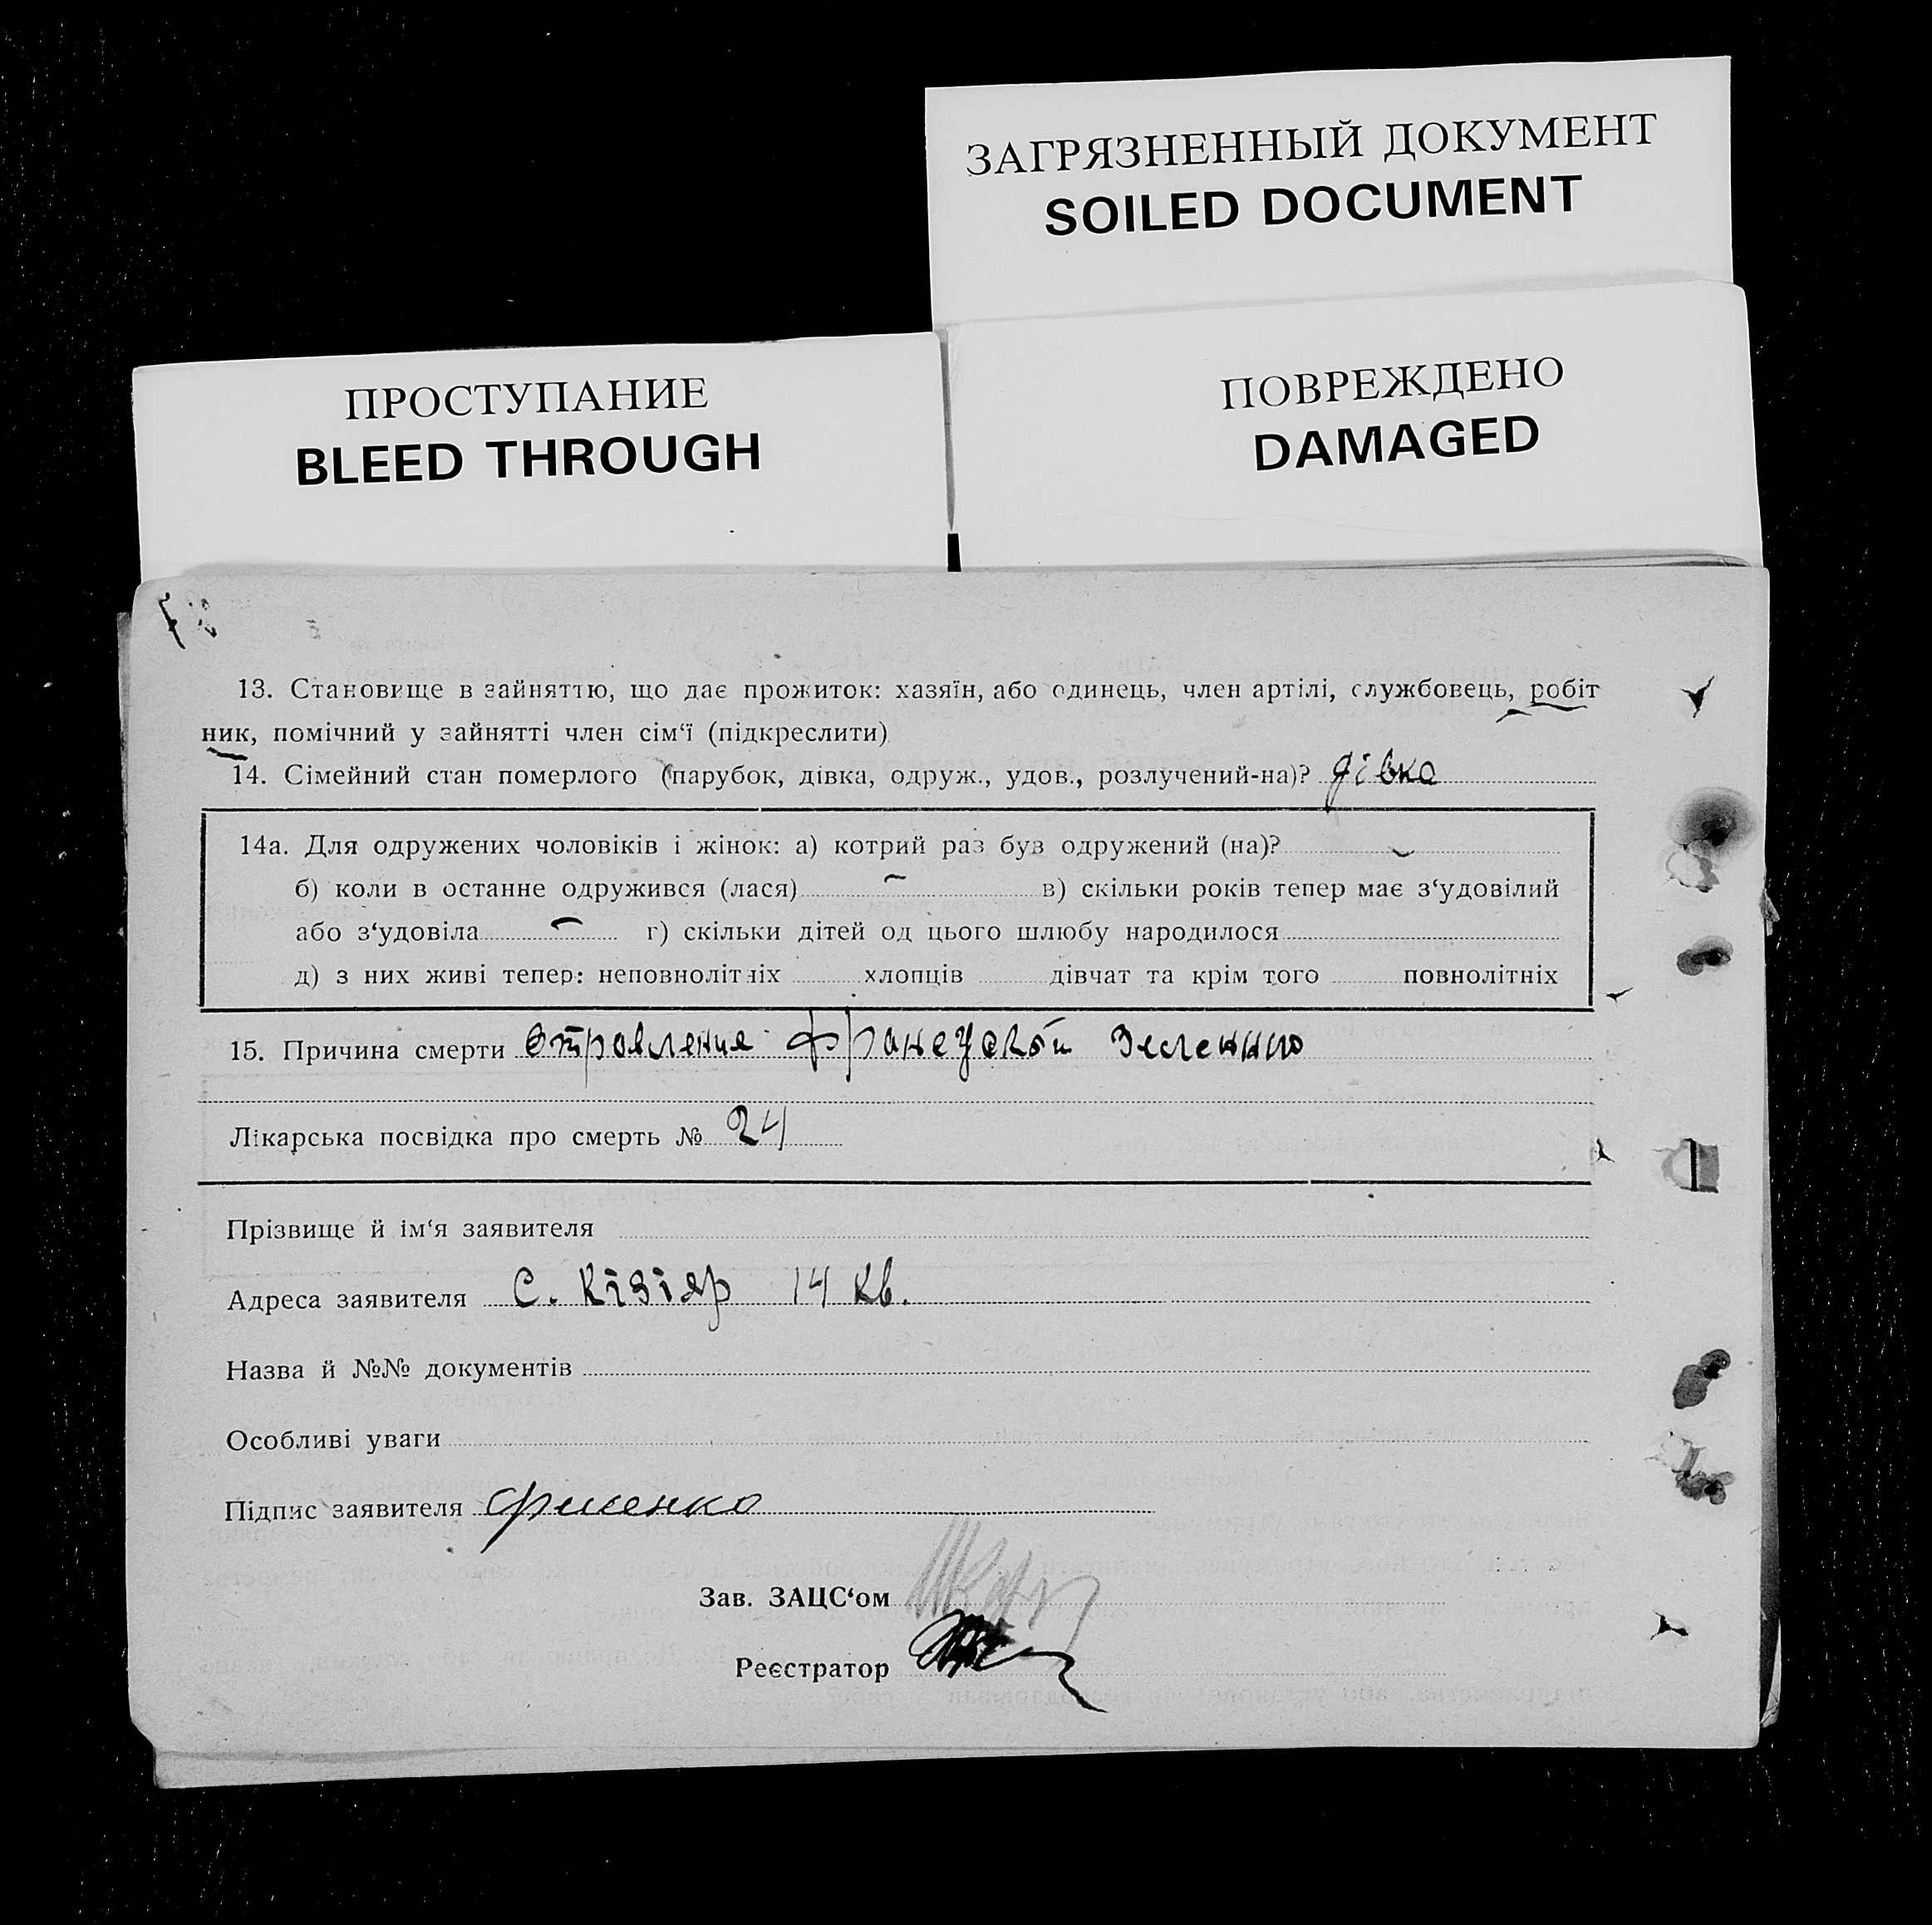 ЗАГРЯЗНЕННЫЙ ДОКУМЕНТ
SOILED DOCUMENT
ПРОСТУПАНИЕ
BLEED THROUGH
ПОВРЕЖДЕНО
DAMAGED
13. Становище в зайняттю, що дає прожиток: хазяїн, або одинець, член артілі, службовець, робіт
ник, помічний у зайнятті член сім‘ї (підкреслити)
14. Сімейний стан померлого (парубок, дівка, одруж., удов., розлучений-на)? дівка
14а. Для одружених чоловіків і жінок: а) котрий раз був одружений (на)?
б) коли в останне одружився (лася) в) скільки років тепер має з‘удовілий
або з‘удовіла г) скільки дітей од цього шлюбу народилося
д) з них живі тепер: неповнолітніх хлопців дівчат та крім того повнолітніх
15. Причина смерти Отравление француской зеленню
Лікарська посвідка про смерть № 24
Прізвище й ім‘я заявителя
Адреса заявителя С. Кізіяр 14 кв.
Назва й №№ документів
Особливі уваги
Підпис заявителя
Зав. ЗАЦС‘ом
Реєстратор